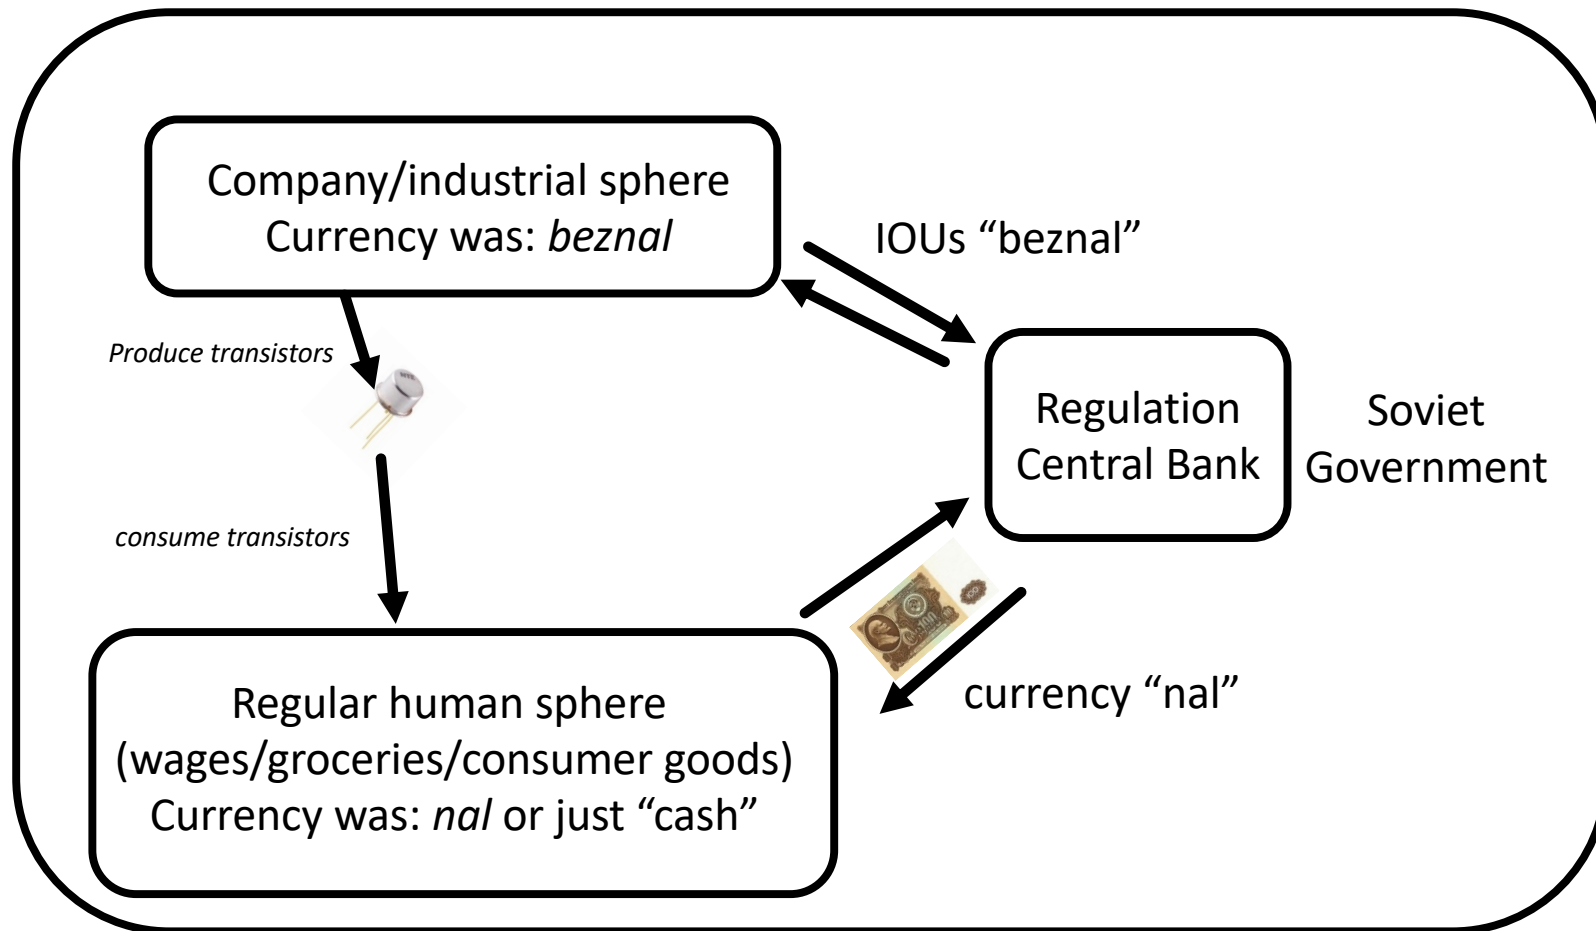 Company/industrial sphere
Currency was: beznal
IOUs “beznal”
Produce transistors
Regulation
Central Bank
Soviet
Government
consume transistors
100
currency “nal”
Regular human sphere
(wages/groceries/consumer goods)
Currency was: nal or just “cash”